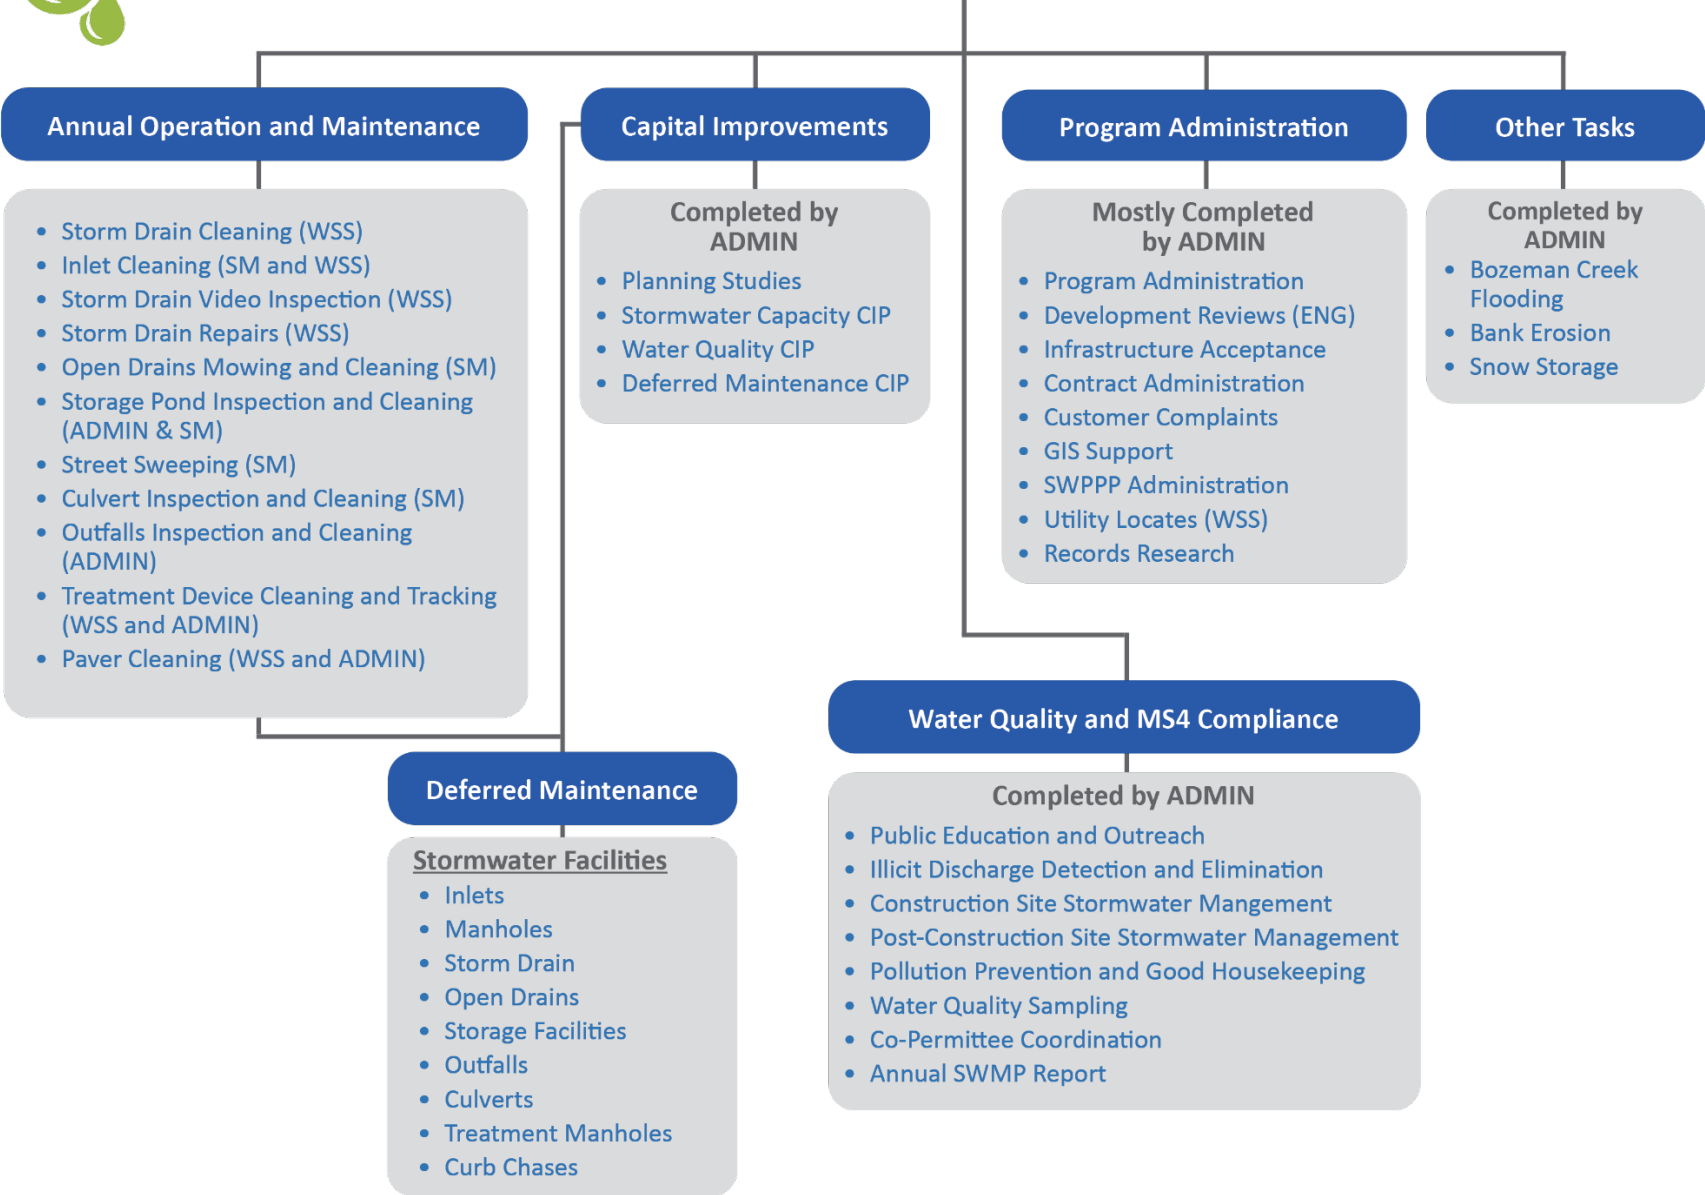 Annual Operation and Maintenance
• Storm Drain Cleaning (WSS)
• Inlet Cleaning (SM and WSS)
• Storm Drain Video Inspection (WSS)
• Storm Drain Repairs (WSS)
• Open Drains Mowing and Cleaning (SM)
• Storage Pond Inspection and Cleaning
(ADMIN & SM)
• Street Sweeping (SM)
• Culvert Inspection and Cleaning (SM)
• Outfalls Inspection and Cleaning
(ADMIN)
• Treatment Device Cleaning and Tracking
(WSS and ADMIN)
• Paver Cleaning (WSS and ADMIN)
Capital Improvements
Completed by
ADMIN
• Planning Studies
• Stormwater Capacity CIP
• Water Quality CIP
• Deferred Maintenance CIP
Program Administration
Mostly Completed
by ADMIN
• Program Administration
• Development Reviews (ENG)
• Infrastructure Acceptance
• Contract Administration
• Customer Complaints
• GIS Support
• SWPPP Administration
• Utility Locates (WSS)
• Records Research
Other Tasks
Completed by
ADMIN
• Bozeman Creek
Flooding
• Bank Erosion
• Snow Storage
Deferred Maintenance
Stormwater Facilities
• Inlets
• Manholes
• Storm Drain
• Open Drains
• Storage Facilities
• Outfalls
• Culverts
• Treatment Manholes
• Curb Chases
Water Quality and MS4 Compliance
Completed by ADMIN
• Public Education and Outreach
• Illicit Discharge Detection and Elimination
• Construction Site Stormwater Mangement
• Post-Construction Site Stormwater Management
• Pollution Prevention and Good Housekeeping
• Water Quality Sampling
• Co-Permittee Coordination
• Annual SWMP Report